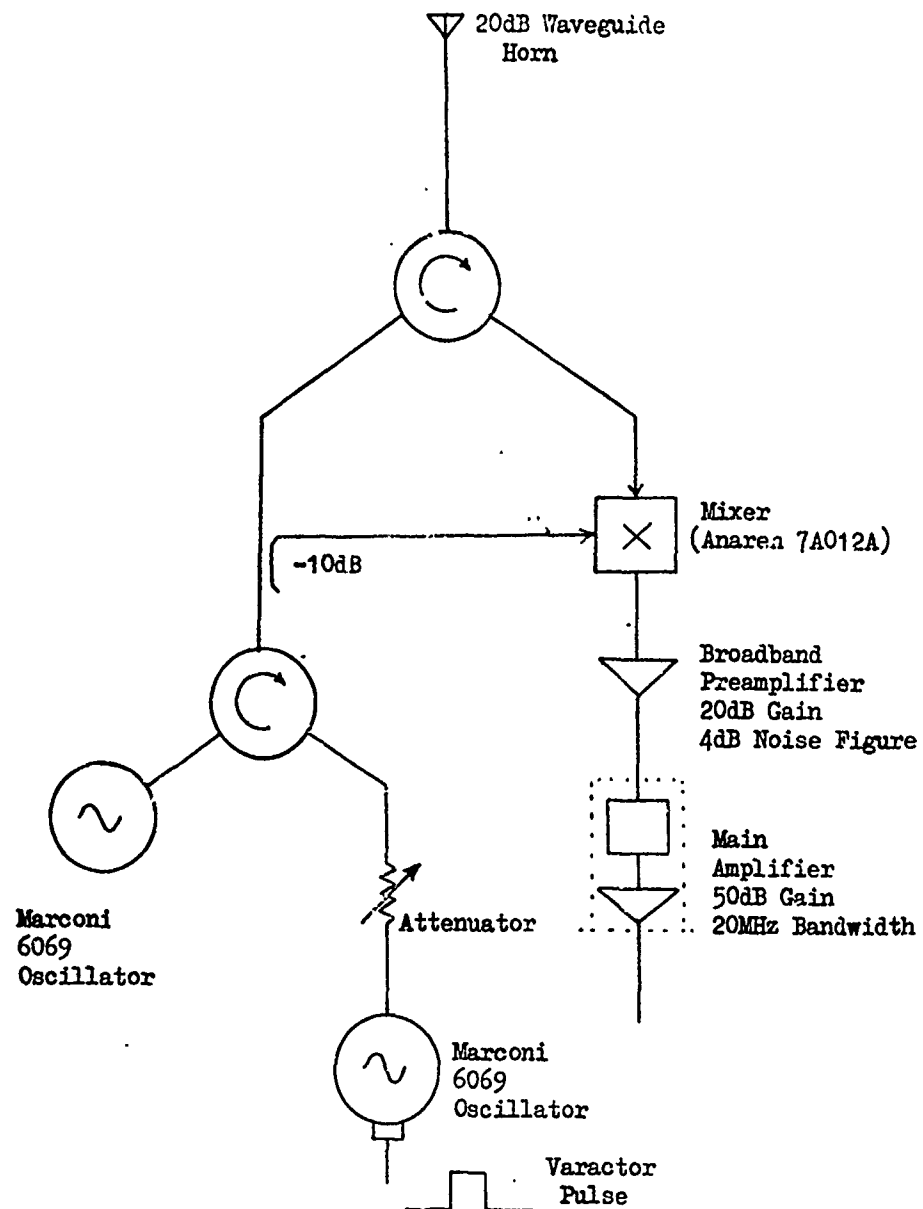 20dB Waveguide
Horn
-10dB
Mixer
(Anaren 7A012A)
Broadband
Preamplifier
20dB Gain
4dB Noise Figure
Main
Amplifier
50dB Gain
20MHz Bandwidth
Attenuator
Marconi
6069
Oscillator
Marconi
6069
Oscillator
Varactor
Pulse